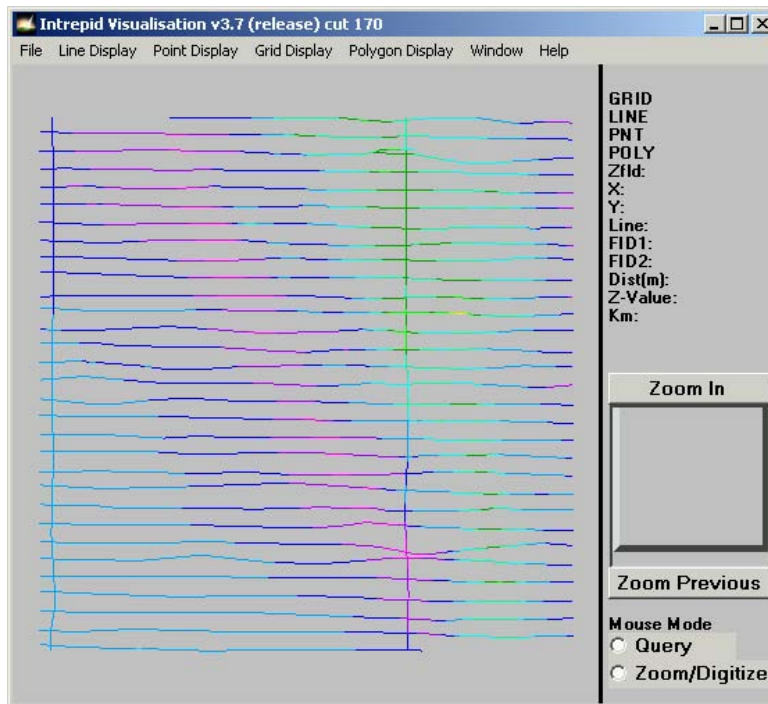 Intrepid Visualisation v3.7 (release) cut 170
File Line Display Point Display Grid Display Polygon Display Window Help
GRID
LINE
PNT
POLY
Zfld:
X:
Y:
Line:
FID1:
FID2:
Dist(m):
Z-Value:
Km:
Zoom In
Zoom Previous
Mouse Mode
Query
Zoom/Digitize